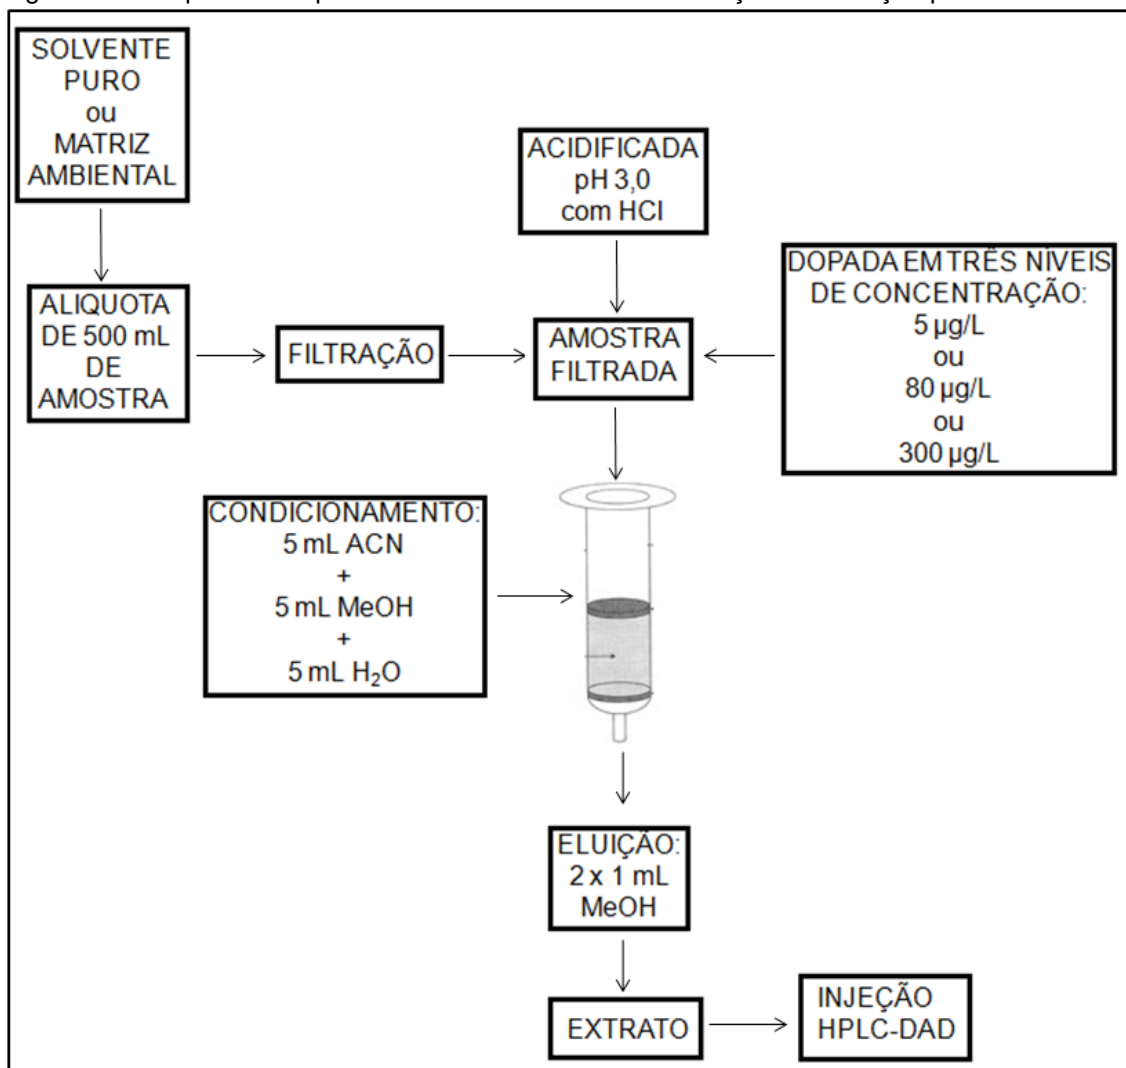 SOLVENTE
PURO
ou
MATRIZ
AMBIENTAL
ALIQUOTA
DE 500 mL
DE
AMOSTRA
FILTRAÇÃO
ACIDIFICADA
pH 3,0
com HCl
AMOSTRA
FILTRADA
DOPADA EM TRÊS NÍVEIS
DE CONCENTRAÇÃO:
5 µg/L
ou
80 µg/L
ou
300 µg/L
CONDICIONAMENTO:
5 mL ACN
+
5 mL MeOH
+
5 mL H₂O
ELUIÇÃO:
2 x 1 mL
MeOH
EXTRATO
INJEÇÃO
HPLC-DAD